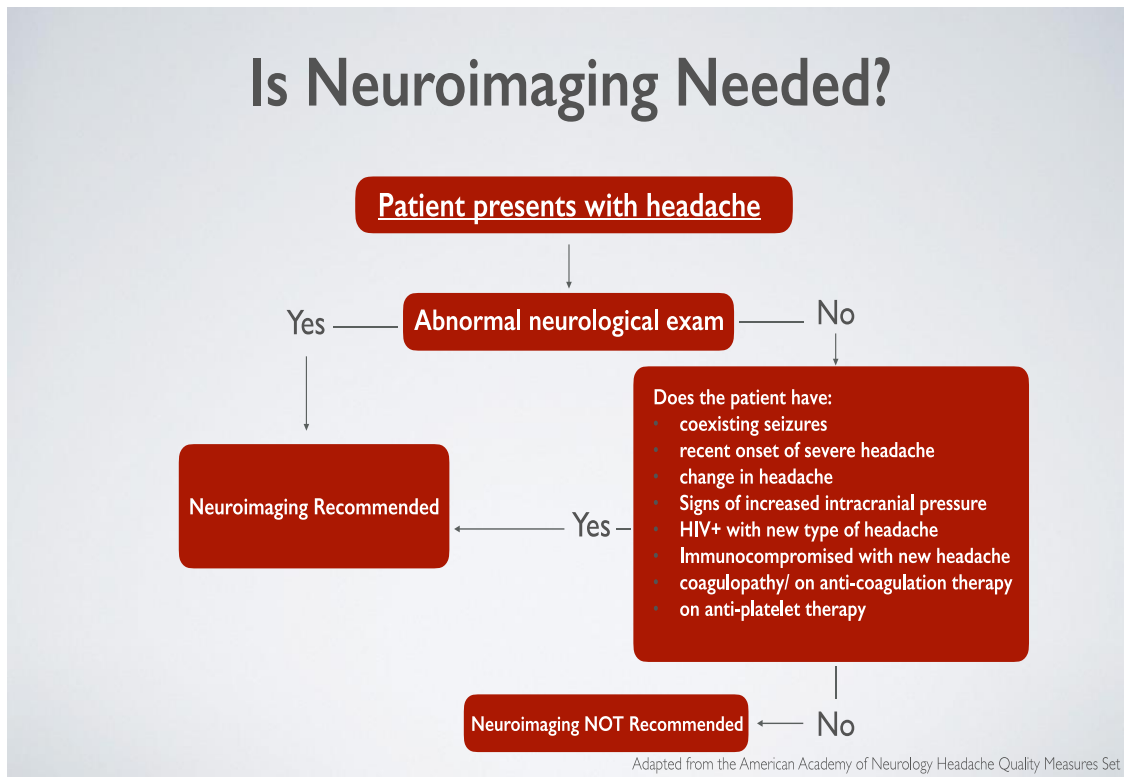 Is Neuroimaging Needed?
Patient presents with headache
Abnormal neurological exam
Yes
No
Does the patient have:
• coexisting seizures
• recent onset of severe headache
• change in headache
• Signs of increased intracranial pressure
• HIV+ with new type of headache
• Immunocompromised with new headache
• coagulopathy/ on anti-coagulation therapy
• on anti-platelet therapy
Neuroimaging Recommended
Yes
No
Neuroimaging NOT Recommended
Adapted from the American Academy of Neurology Headache Quality Measures Set